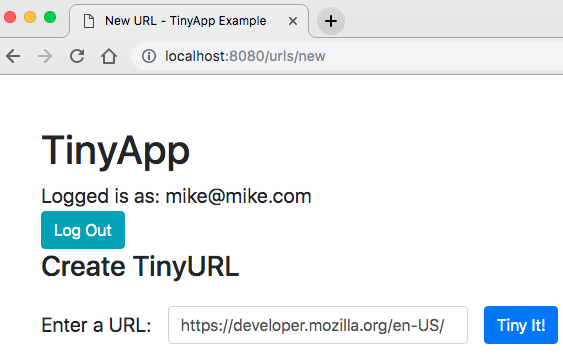 New URL - TinyApp Example
localhost:8080/urls/new
TinyApp
Logged is as: mike@mike.com
Log Out
Create TinyURL
Enter a URL: https://developer.mozilla.org/en-US/ Tiny It!